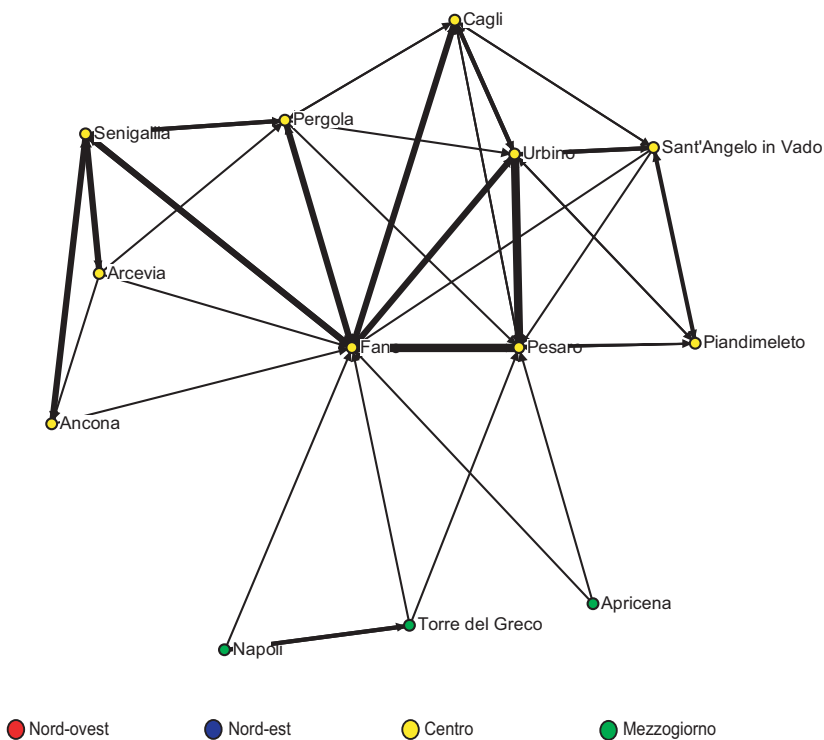 Cagli
Pergola
Senigallia
Urbino
Sant'Angelo in Vado
Arcevia
Fano
Pesaro
Piandimeleto
Ancona
Apricena
Torre del Greco
Napoli
Nord-ovest
Nord-est
Centro
Mezzogiorno